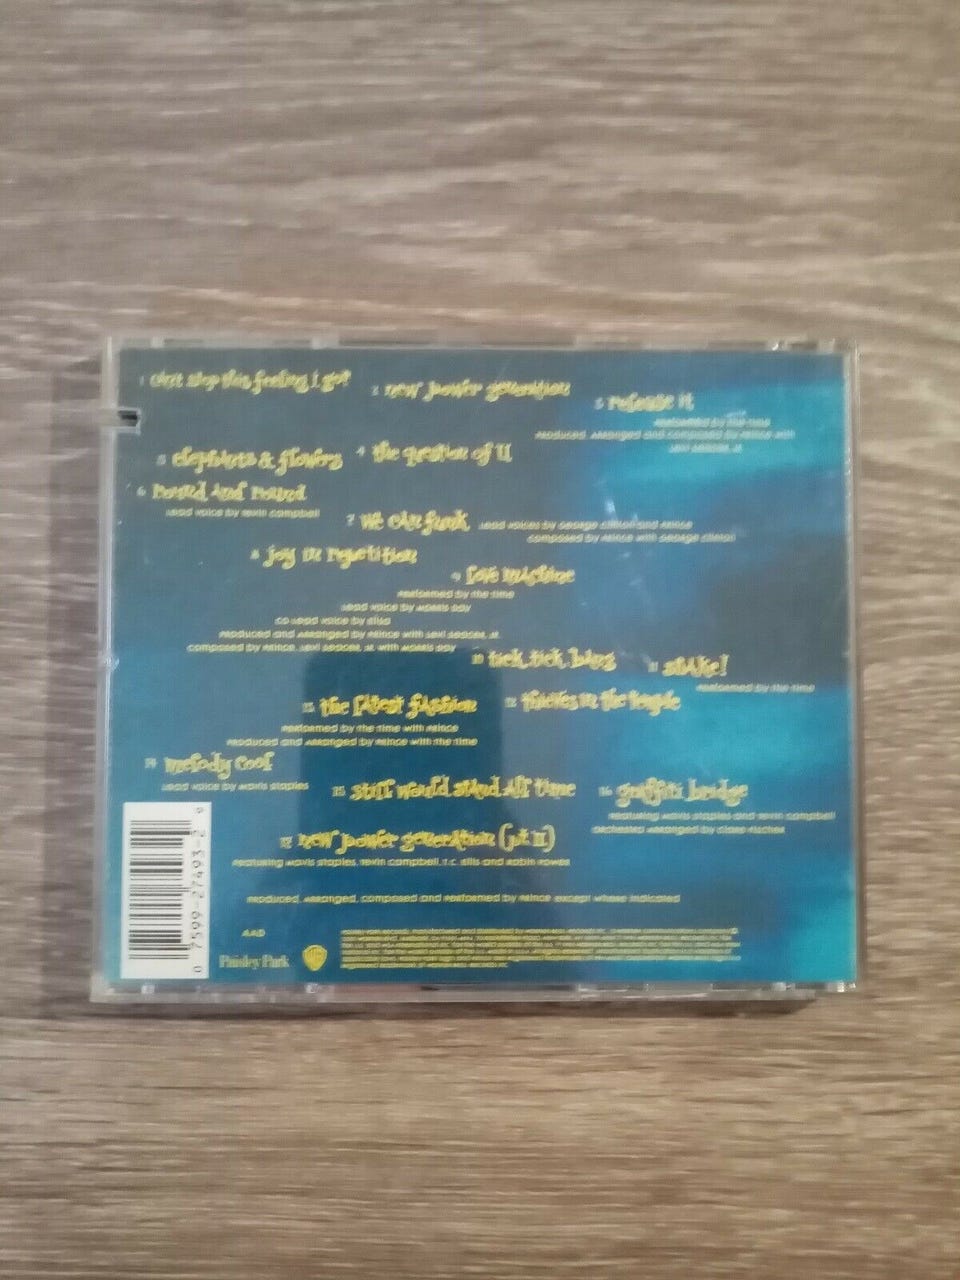 1 can't stop this feeling i got
2 new power generation
3 release it
performed by the time
produced, arranged and composed by prince with
levi seacer, jr.
5 elephants & flowers
4 the question of U
6 round and round
lead voice by tevin campbell
7 we can funk
lead voices by george clinton and prince
composed by prince with george clinton
8 joy in repetition
9 love machine
performed by the time
lead voice by morris day
co lead voice by elisa
produced and arranged by prince with levi seacer, jr.
composed by prince, levi seacer, jr. with morris day
10 tick, tick, bang
11 shake!
performed by the time
13 the latest fashion
12 thieves in the temple
performed by the time with prince
produced and arranged by prince with the time
14 melody cool
lead voice by mavis staples
15 still would stand all time
16 graffiti bridge
featuring mavis staples and tevin campbell
orchestra arranged by clare fischer
17 new power generation (pt. II)
featuring mavis staples, tevin campbell, t.c. ellis and robin power
produced, arranged, composed and performed by prince except where indicated
AAD
Paisley Park
WB
0 7599-27493-2 9